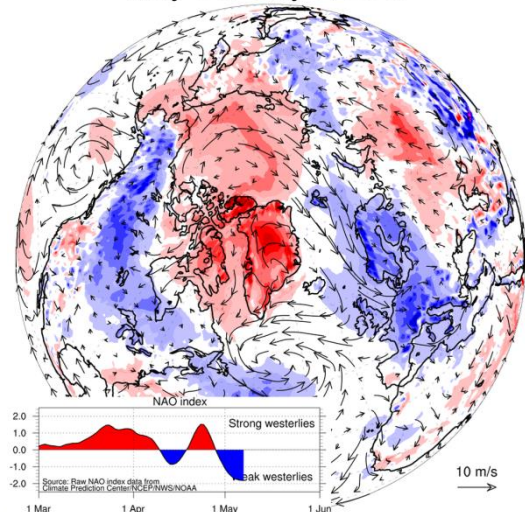 NAO index
2.0
Strong westerlies
1.0
0.0
-1.0
-2.0
eak westerlies
Source: Raw NAO index data from
Climate Prediction Center/NCEP/NWS/NOAA
1 Mar
1 Apr
1 May
1 Jun
10 m/s